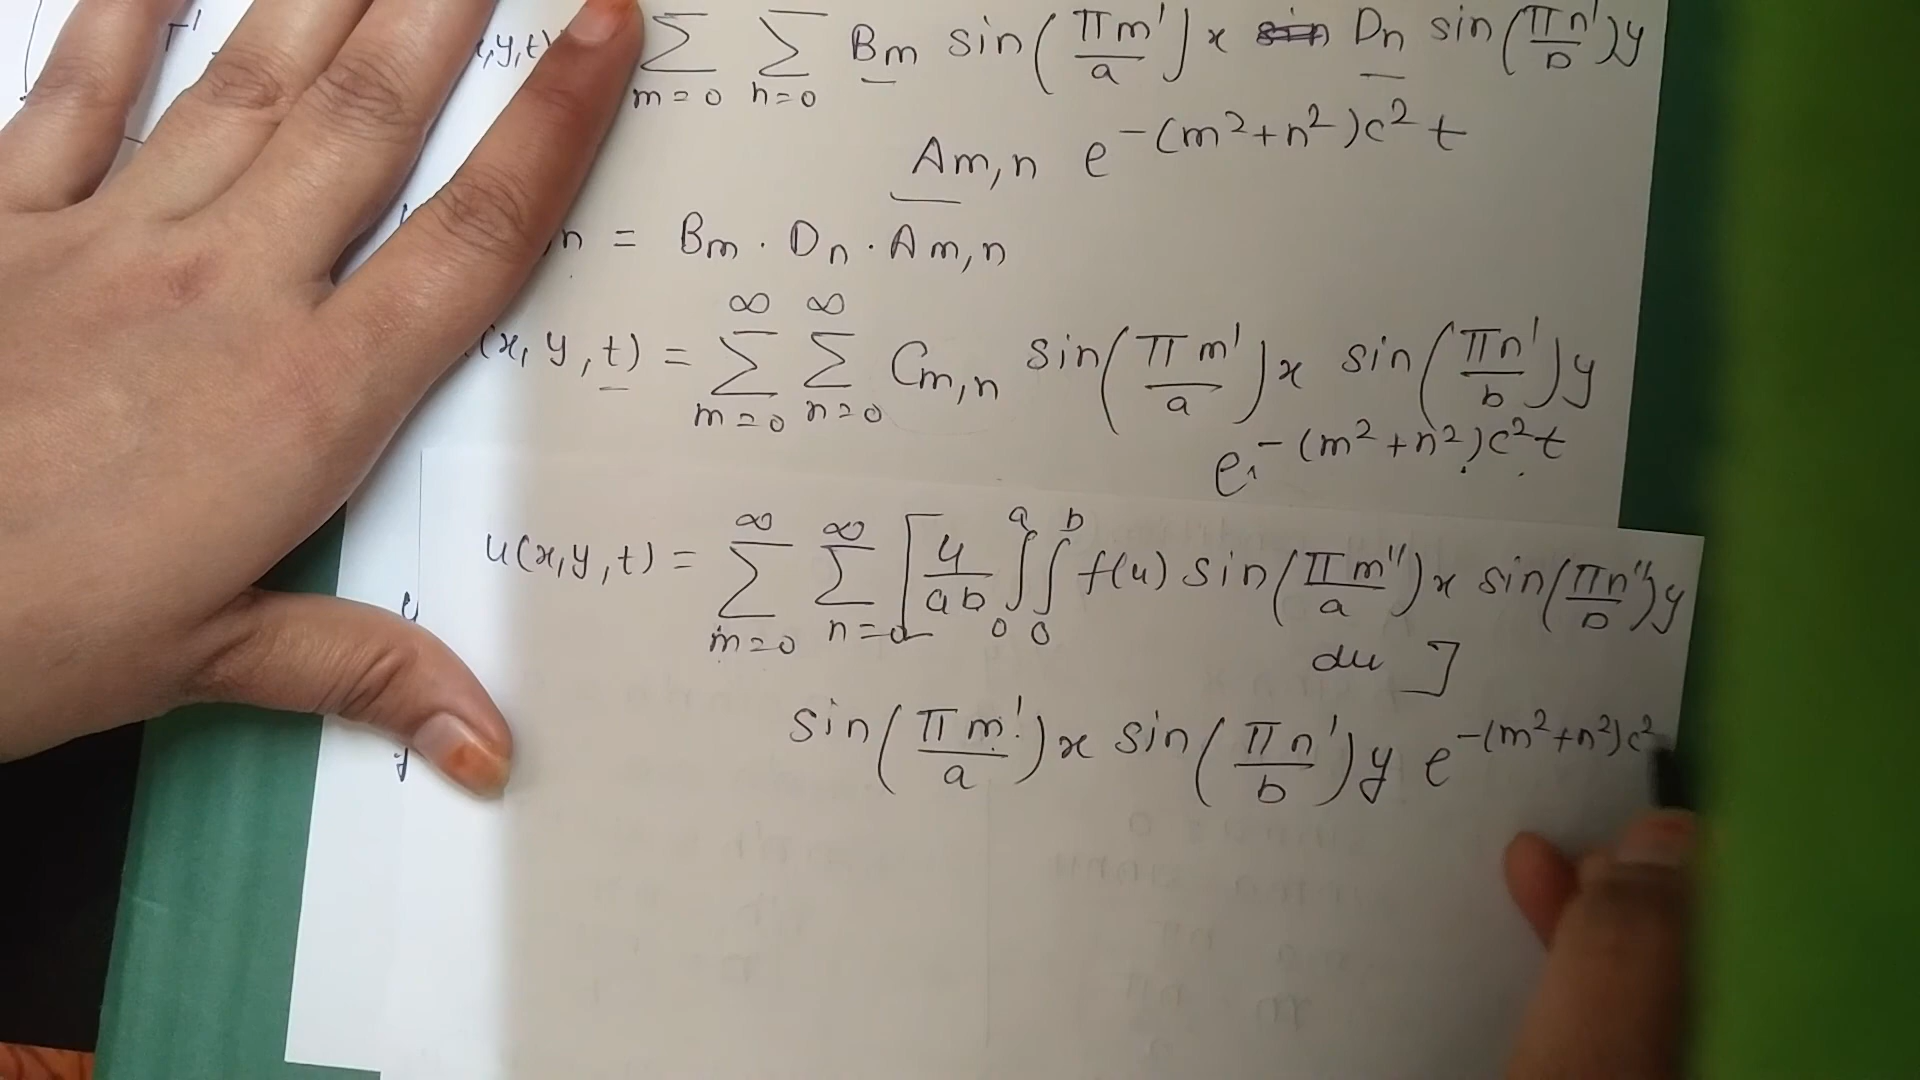 x,y,t) Σ Σ m=0 n=0 Bm sin(πm'/a)x Dn sin(πn'/b)y
Am,n e^-(m²+n²)c²t
n = Bm · Dn · Am,n
(x, y, t) = Σ∞m=0 Σ∞n=0 Cm,n sin(πm'/a)x sin(πn'/b)y
e^-(m²+n²)c²t
u(x,y,t) = Σ∞m=0 Σ∞n=0 [4/ab ∫a0 ∫b0 f(u) sin(πm''/a)x sin(πn''/b)y
du ]
sin(πm'/a)x sin(πn'/b)y e^-(m²+n²)c²